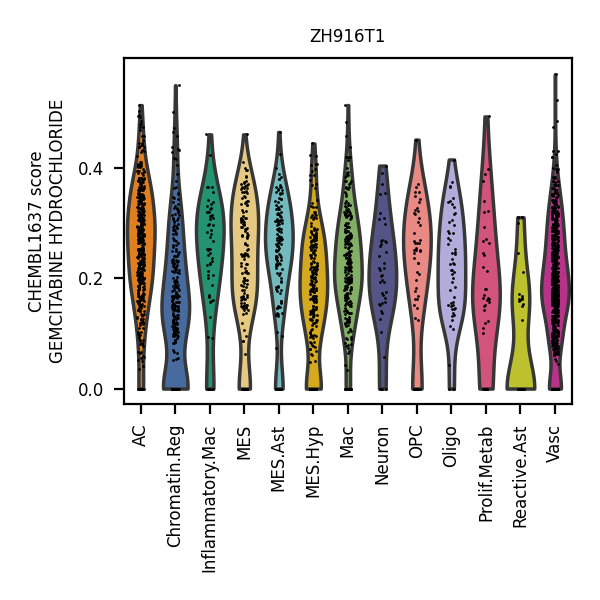 ZH916T1
CHEMBL1637 score
GEMCITABINE HYDROCHLORIDE
0.4
0.2
0.0
AC
Chromatin.Reg
Inflammatory.Mac
MES
MES.Ast
MES.Hyp
Mac
Neuron
OPC
Oligo
Prolif.Metab
Reactive.Ast
Vasc